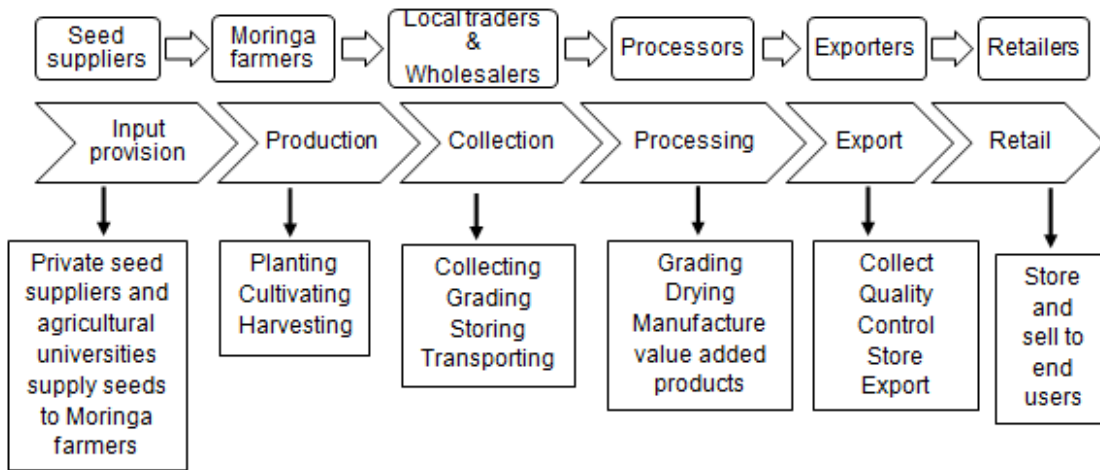 Seed
suppliers
Moringa
farmers
Local traders
&
Wholesalers
Processors
Exporters
Retailers
Input
provision
Production
Collection
Processing
Export
Retail
Private seed
suppliers and
agricultural
universities
supply seeds
to Moringa
farmers
Planting
Cultivating
Harvesting
Collecting
Grading
Storing
Transporting
Grading
Drying
Manufacture
value added
products
Collect
Quality
Control
Store
Export
Store
and
sell to
end
users